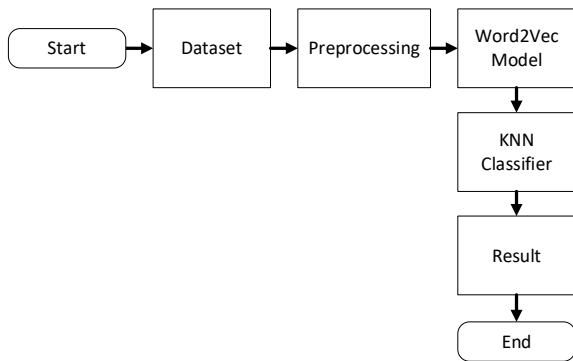 Start
Dataset
Preprocessing
Word2Vec
Model
KNN
Classifier
Result
End